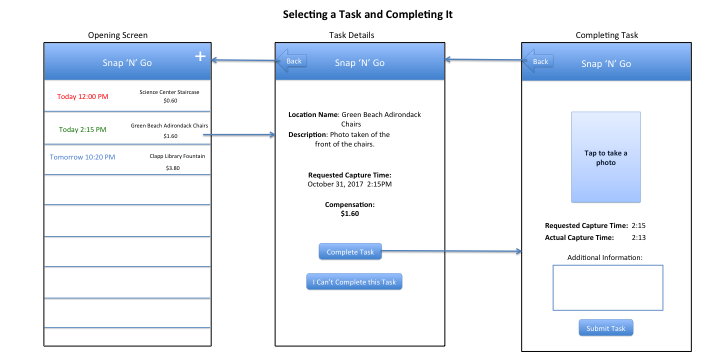 Selecting a Task and Completing It
Opening Screen
Snap 'N' Go
+
Today 12:00 PM
Science Center Staircase
$0.60
Today 2:15 PM
Green Beach Adirondack Chairs
$1.60
Tomorrow 10:20 PM
Clapp Library Fountain
$3.80
Task Details
Back
Snap 'N' Go
Location Name: Green Beach Adirondack
Chairs
Description: Photo taken of the
front of the chairs.
Requested Capture Time:
October 31, 2017 2:15PM
Compensation:
$1.60
Complete Task
I Can't Complete this Task
Completing Task
Back
Snap 'N' Go
Tap to take a
photo
Requested Capture Time: 2:15
Actual Capture Time: 2:13
Additional Information:
Submit Task